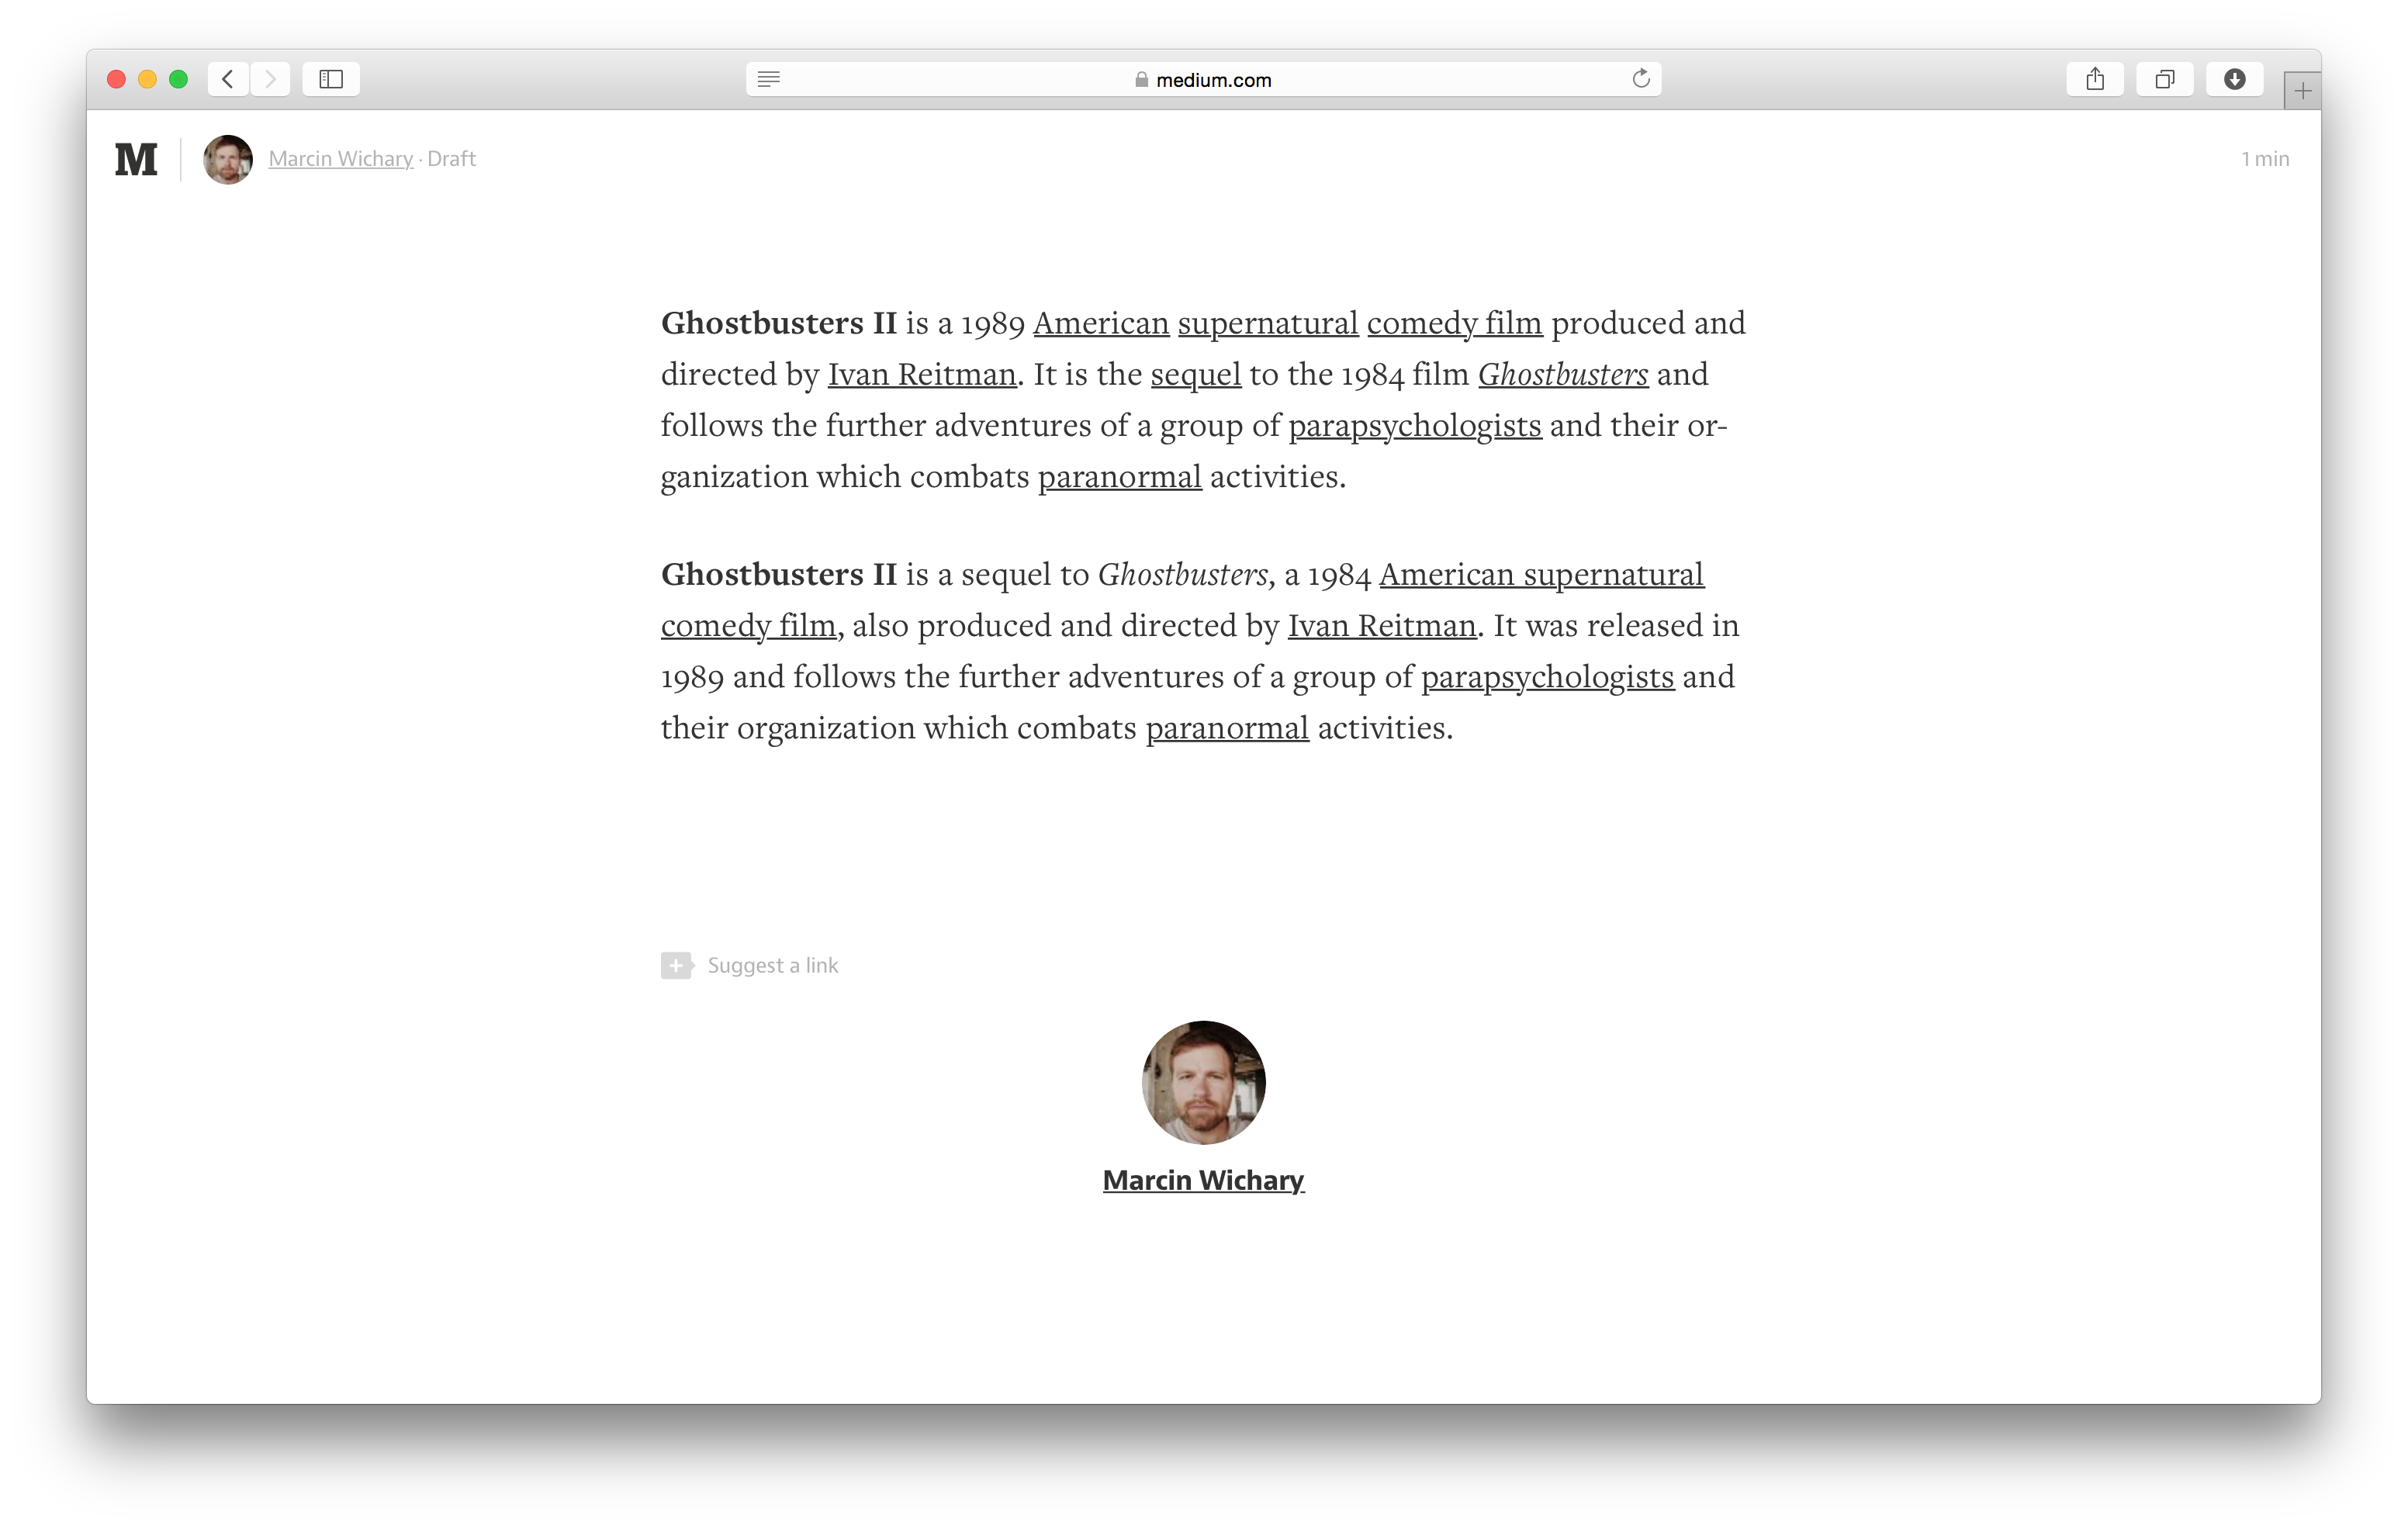 medium.com
M
Marcin Wichary · Draft
1 min
Ghostbusters II is a 1989 American supernatural comedy film produced and
directed by Ivan Reitman. It is the sequel to the 1984 film Ghostbusters and
follows the further adventures of a group of parapsychologists and their or-
ganization which combats paranormal activities.
Ghostbusters II is a sequel to Ghostbusters, a 1984 American supernatural
comedy film, also produced and directed by Ivan Reitman. It was released in
1989 and follows the further adventures of a group of parapsychologists and
their organization which combats paranormal activities.
Suggest a link
Marcin Wichary